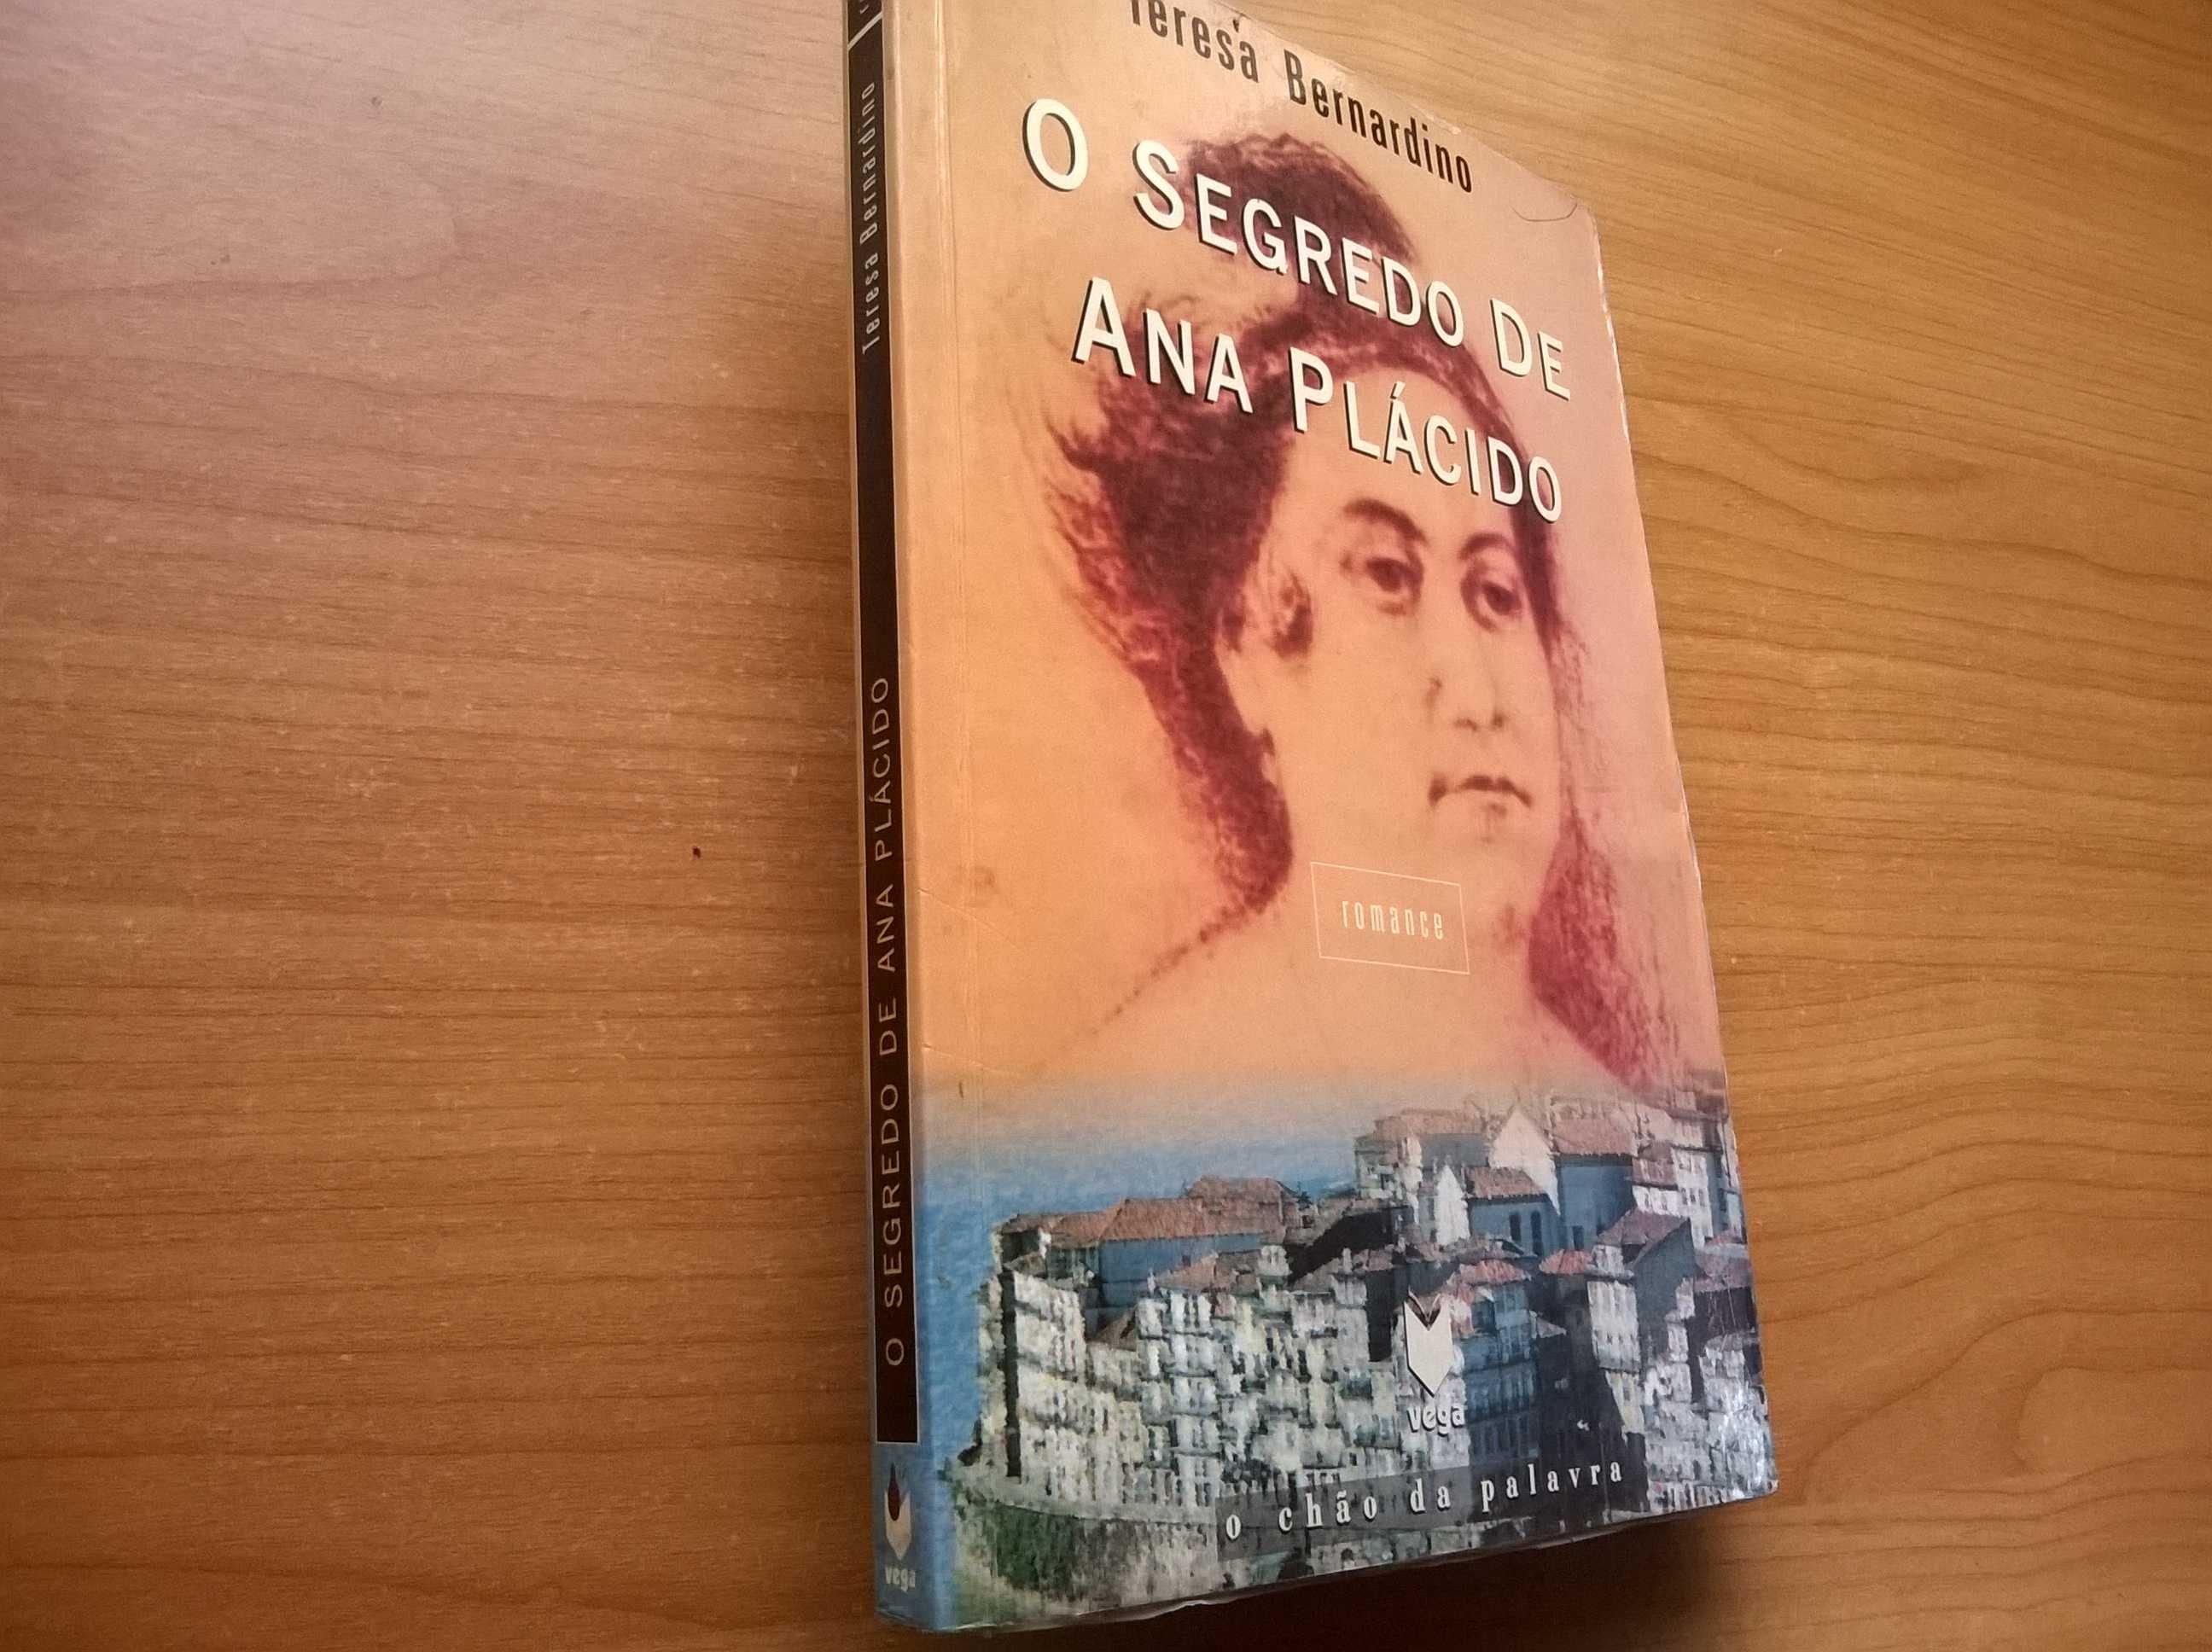 Teresa Bernardino
O SEGREDO DE
ANA PLÁCIDO
romance
vega
o chão da palavra
Teresa Bernardino
O SEGREDO DE ANA PLÁCIDO
vega